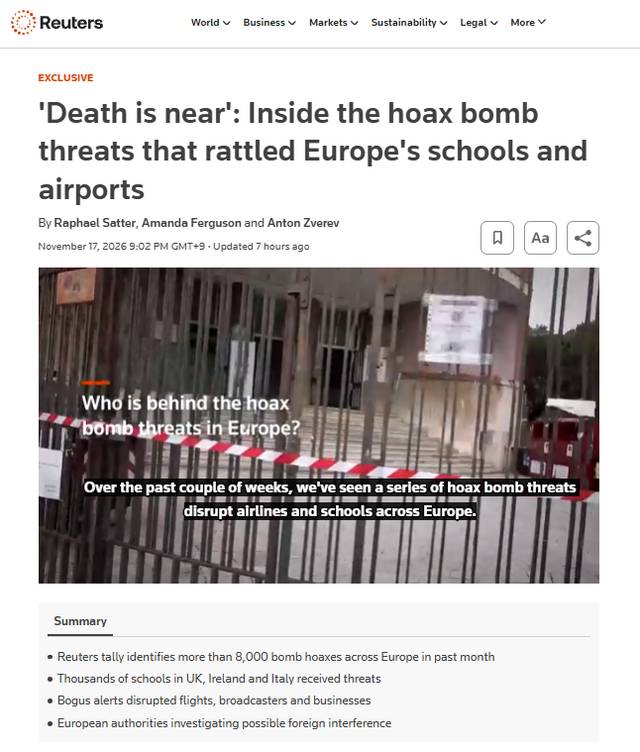 Reuters
World
Business
Markets
Sustainability
Legal
More
EXCLUSIVE
'Death is near': Inside the hoax bomb
threats that rattled Europe's schools and
airports
By Raphael Satter, Amanda Ferguson and Anton Zverev
November 17, 2026 9:02 PM GMT+9 · Updated 7 hours ago
Aa
Who is behind the hoax
bomb threats in Europe?
Over the past couple of weeks, we've seen a series of hoax bomb threats
disrupt airlines and schools across Europe.
Summary
• Reuters tally identifies more than 8,000 bomb hoaxes across Europe in past month
• Thousands of schools in UK, Ireland and Italy received threats
• Bogus alerts disrupted flights, broadcasters and businesses
• European authorities investigating possible foreign interference